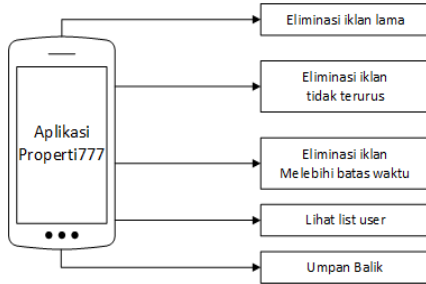 Eliminasi iklan lama
Eliminasi iklan
tidak terurus
Aplikasi
Properti777
Eliminasi iklan
Melebihi batas waktu
Lihat list user
Umpan Balik